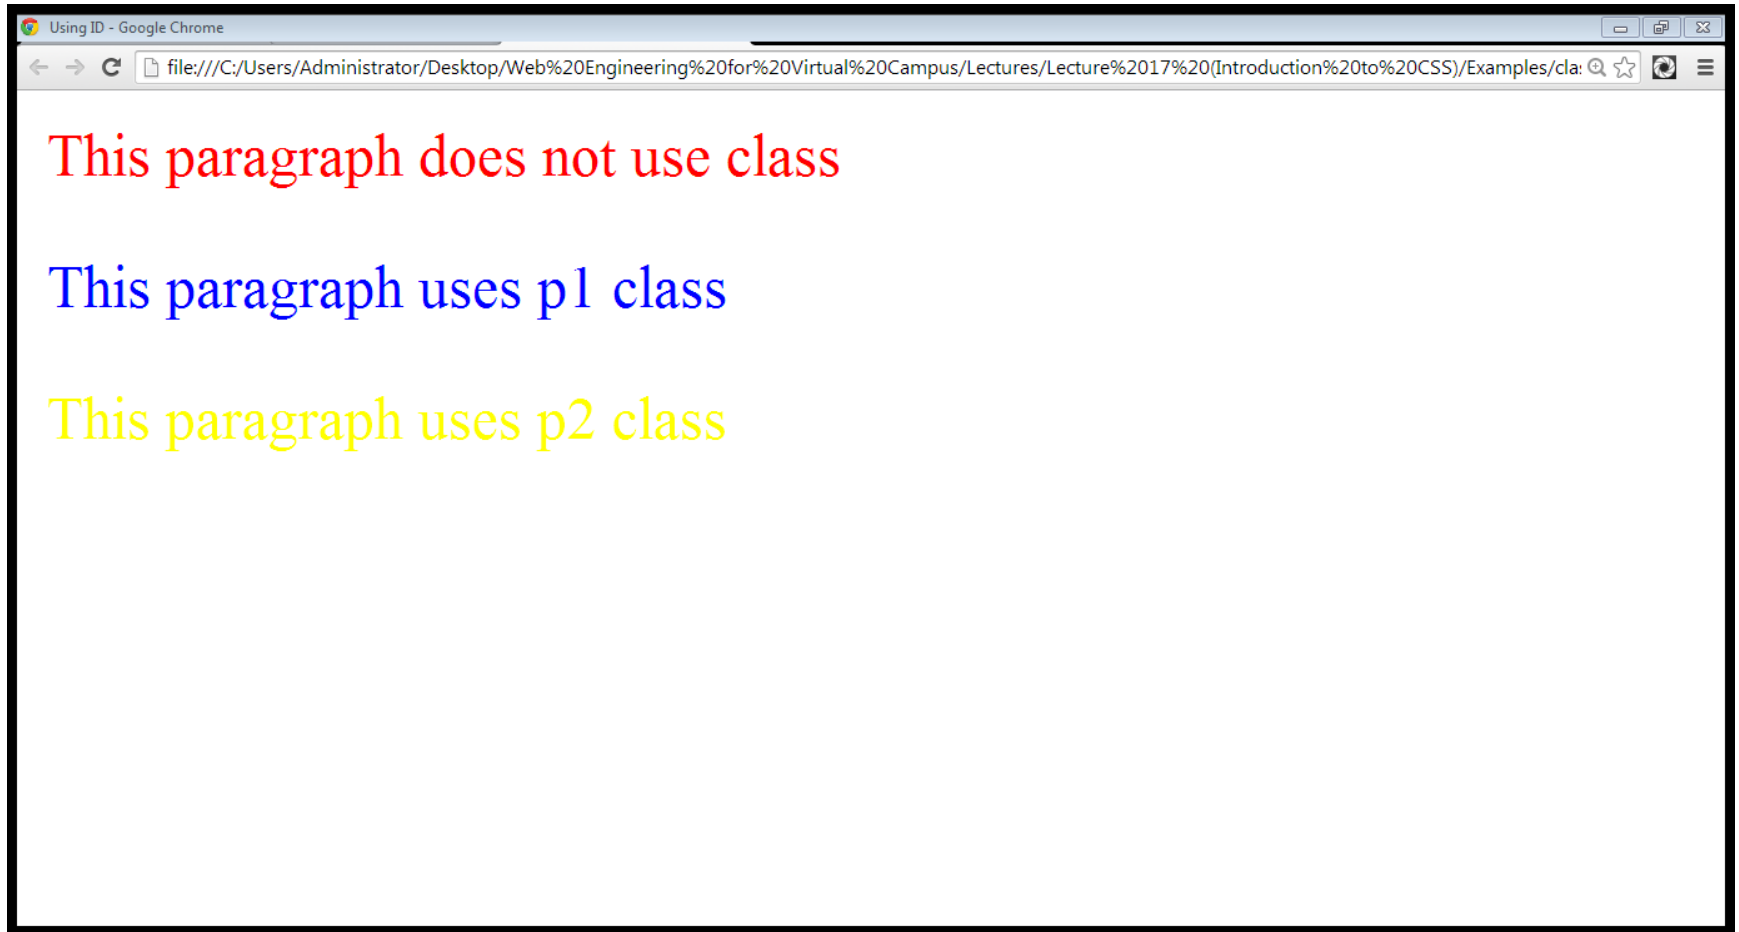 Using ID - Google Chrome
file:///C:/Users/Administrator/Desktop/Web%20Engineering%20for%20Virtual%20Campus/Lectures/Lecture%2017%20(Introduction%20to%20CSS)/Examples/cla
This paragraph does not use class
This paragraph uses p1 class
This paragraph uses p2 class